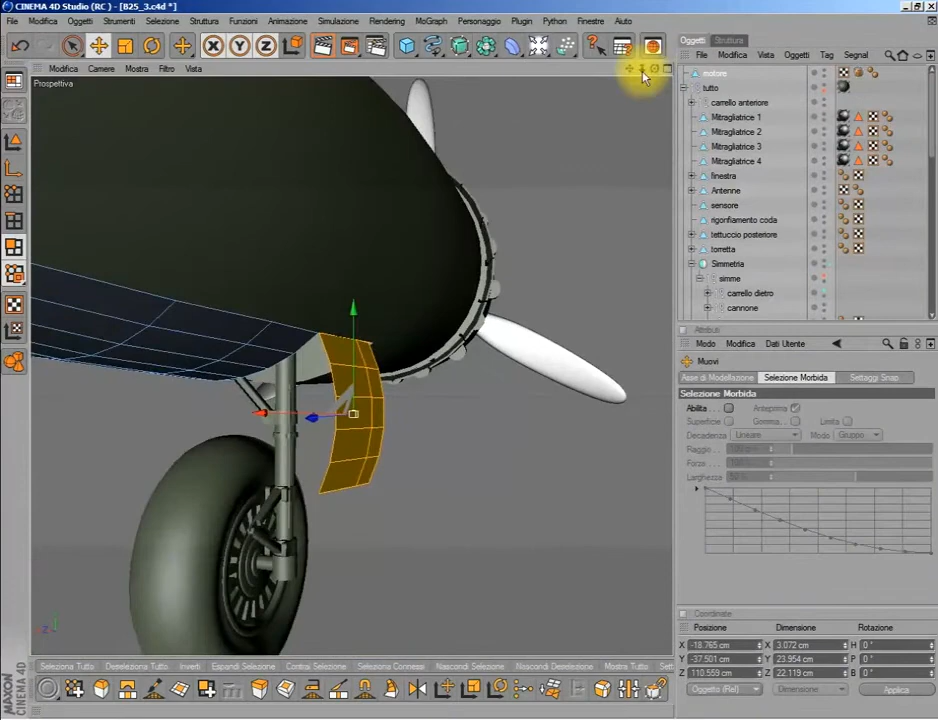 CINEMA 4D Studio (RC) - [B25_3.c4d *]
File Modifica Oggetti Strumenti Selezione Struttura Funzioni Animazione Simulazione Rendering MoGraph Personaggio Plugin Python Finestre Aiuto
X Y Z
Oggetti Struttura
Modifica Camere Mostra Filtro Vista
File Modifica Vista Oggetti Tag Segnal
Prospettiva
motore
tutto
carrello anteriore
Mitragliatrice 1
Mitragliatrice 2
Mitragliatrice 3
Mitragliatrice 4
finestra
Antenne
sensore
rigonfiamento coda
tettuccio posteriore
torretta
Simmetria
simme
carrello dietro
cannone
Attributi
Modo Modifica Dati Utente
Muovi
Asse di Modellazione Selezione Morbida Settaggi Snap
Selezione Morbida
Abilita Anteprima
Superficie Gomma Limita
Decadenza Lineare Modo Gruppo
Raggio
Forza
Larghezza
Coordinate
Posizione Dimensione Rotazione
X -18.765 cm X 3.072 cm H 0 °
Y -37.501 cm Y 23.954 cm P 0 °
Z 110.559 cm Z 22.119 cm B 0 °
Oggetto (Rel) Dimensione Applica
Seleziona Tutto Deseleziona Tutto Inverti Espandi Selezione Contrai Selezione Seleziona Connessi Nascondi Selezione Nascondi Deselezione Mostra Tutto